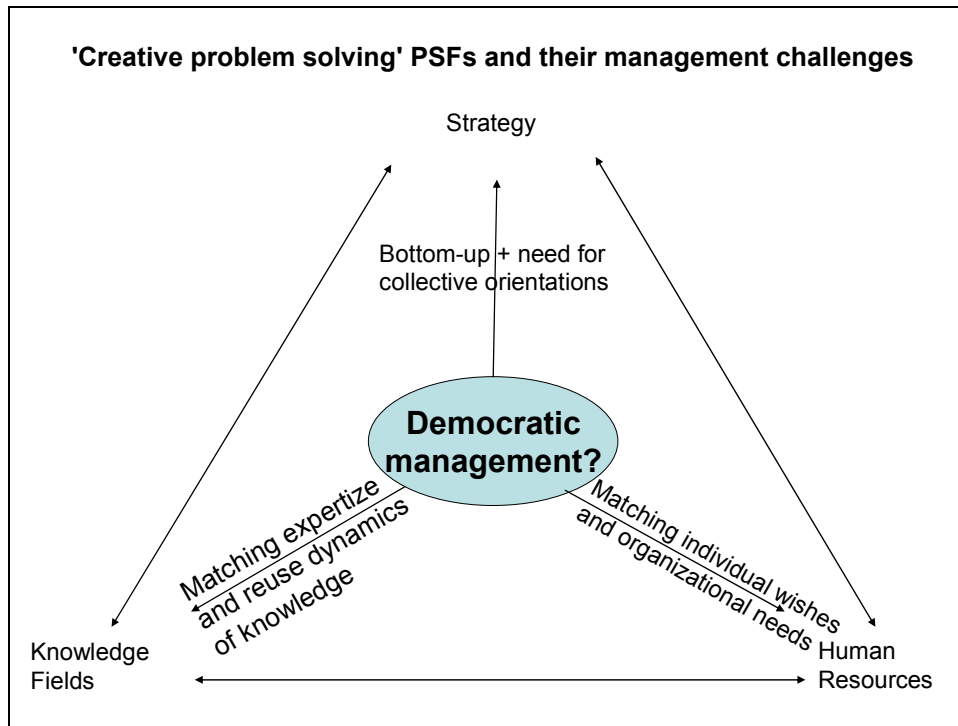 'Creative problem solving' PSFs and their management challenges
Strategy
Bottom-up + need for
collective orientations
Democratic
management?
Matching expertize
and reuse dynamics
of knowledge
Matching individual wishes
and organizational needs
Knowledge
Fields
Human
Resources